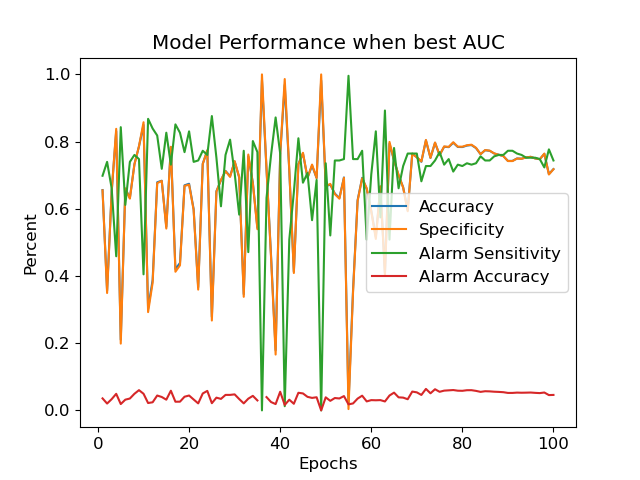 Model Performance when best AUC
Percent
1.0
0.8
0.6
0.4
0.2
0.0
Accuracy
Specificity
Alarm Sensitivity
Alarm Accuracy
0 20 40 60 80 100
Epochs